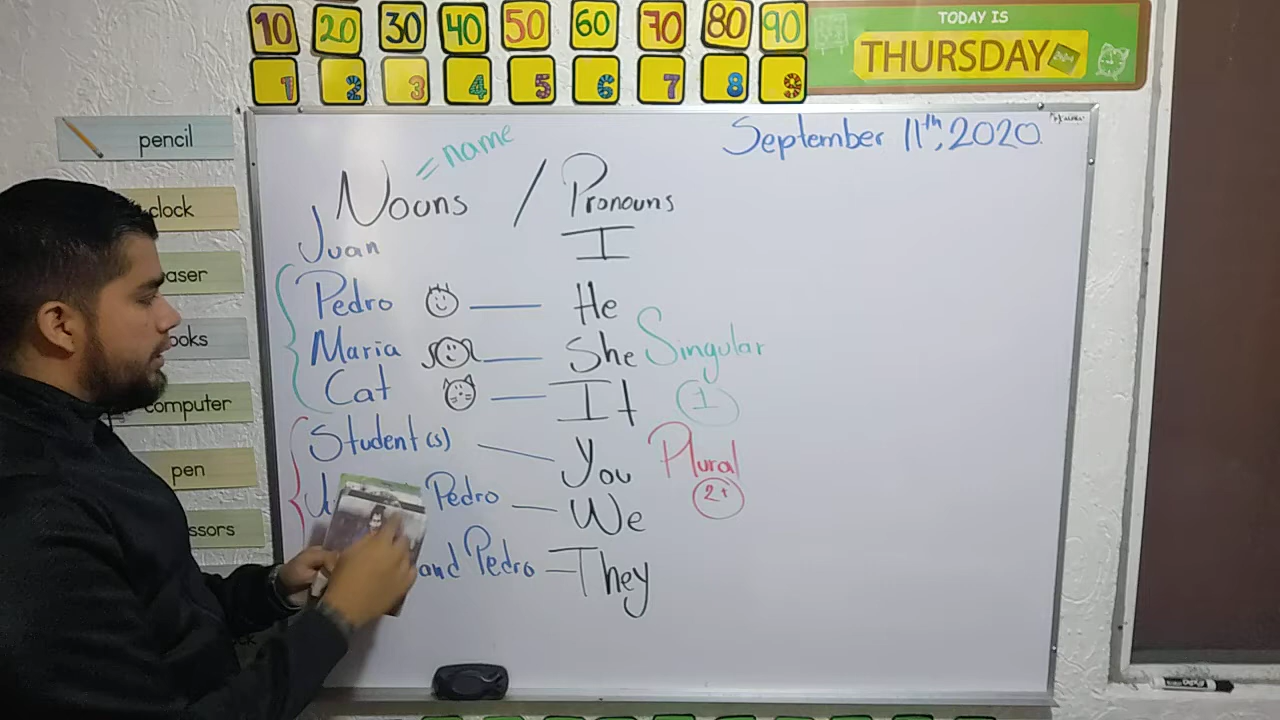 10 20 30 40 50 60 70 80 90
1 2 3 4 5 6 7 8 9
TODAY IS
THURSDAY
September 11th, 2020.
pencil
clock
aser
ooks
computer
pen
ssors
= name
Nouns / Pronouns
Juan I
Pedro He
Maria She
Cat It
Singular
1
Student(s) You
Plural
2+
Pedro We
and Pedro They